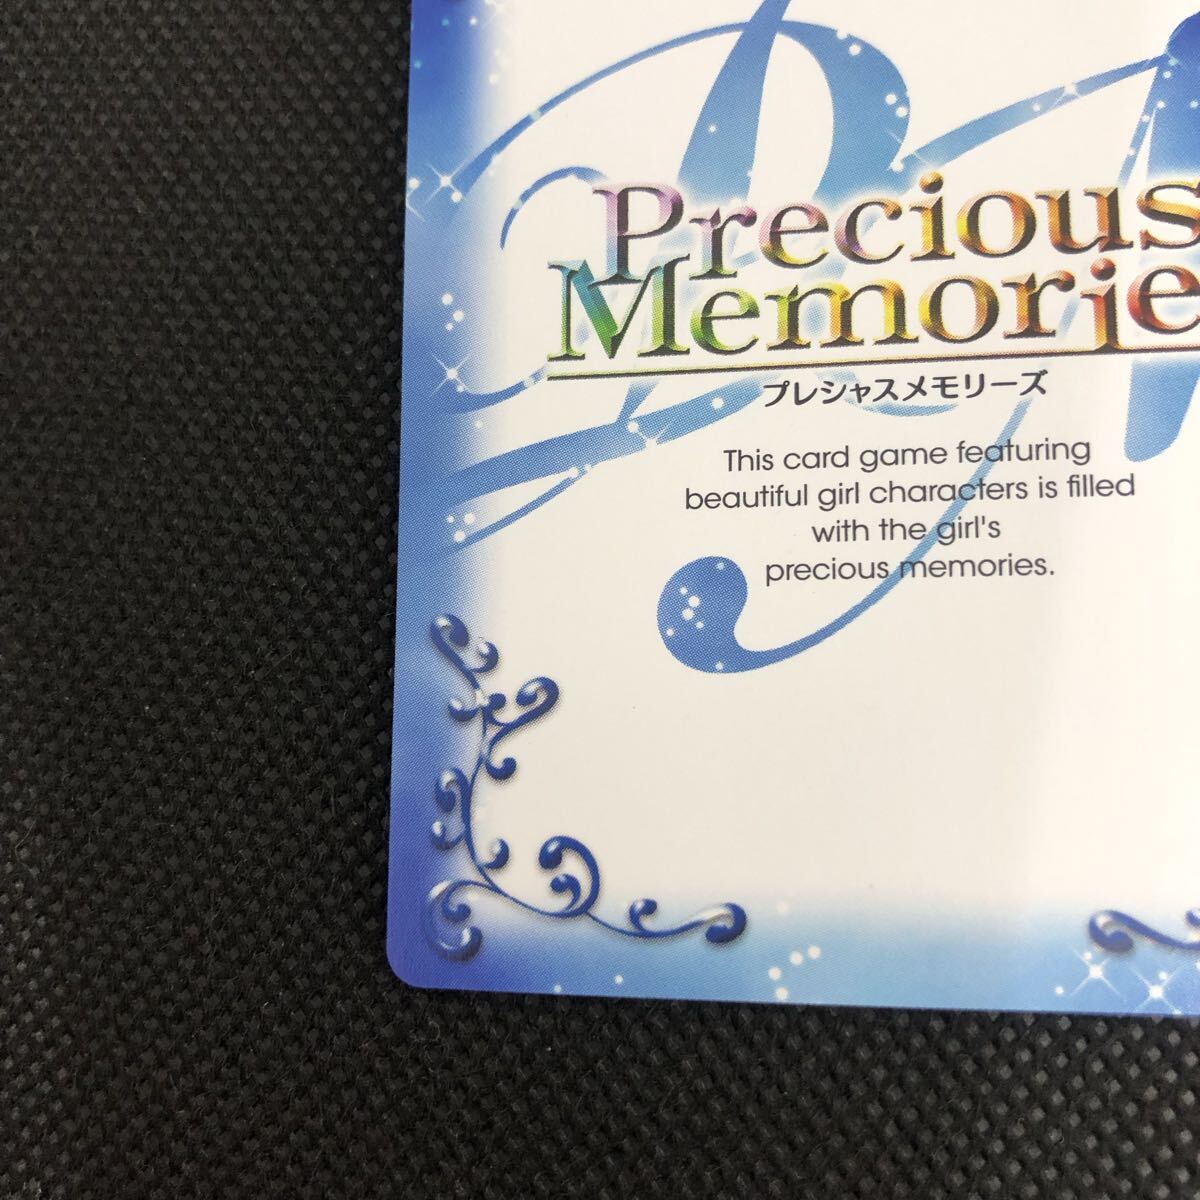 Precious
Memorie
プレシャスメモリーズ
This card game featuring
beautiful girl characters is filled
with the girl's
precious memories.